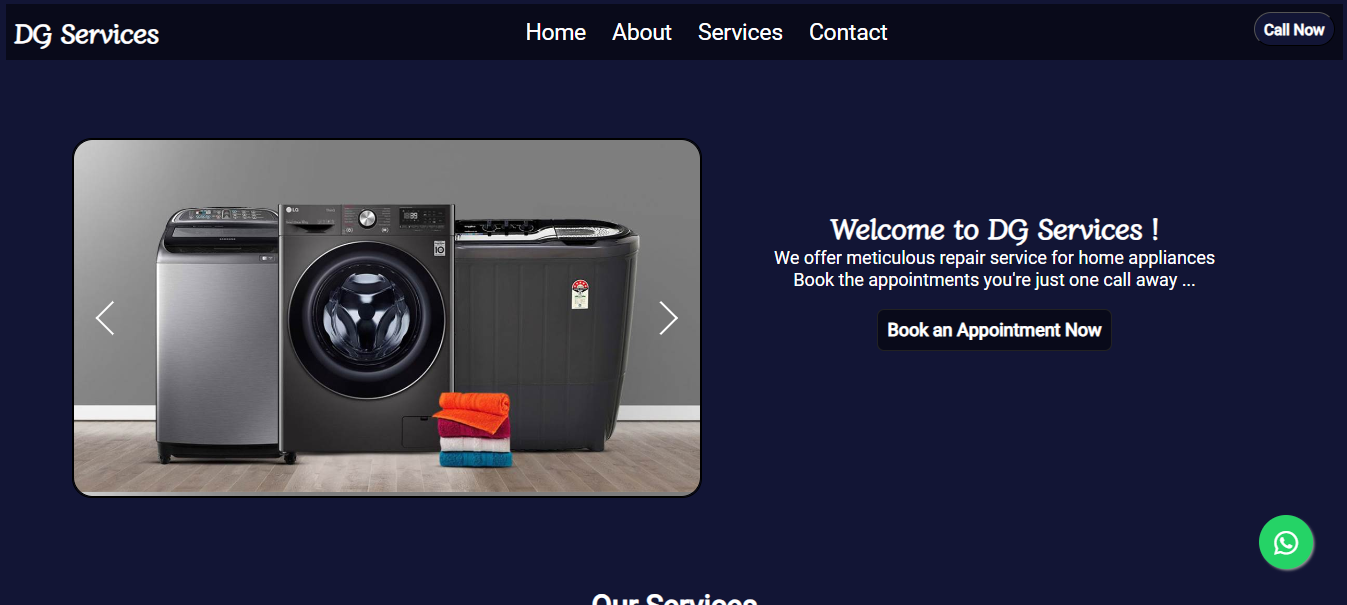 DG Services
Home About Services Contact
Call Now
LG
Welcome to DG Services !
We offer meticulous repair service for home appliances
Book the appointments you're just one call away ...
Book an Appointment Now
Our Services